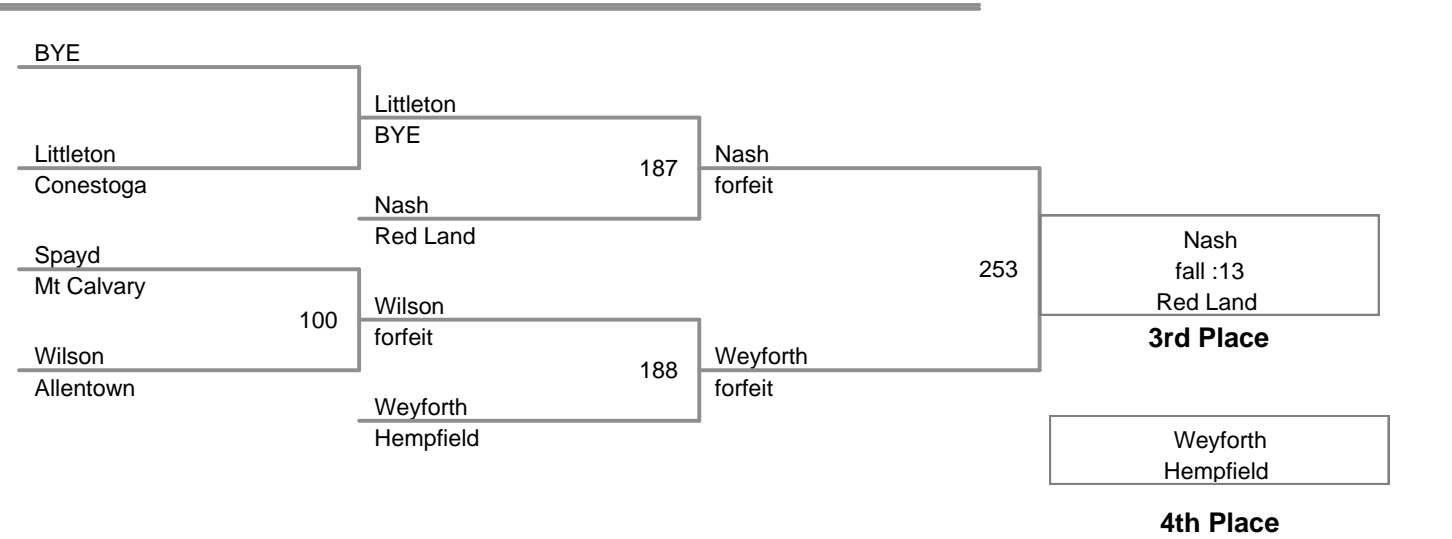 BYE
Littleton
Conestoga
Spayd
Mt Calvary
100
Wilson
Allentown
Littleton
BYE
187
Nash
Red Land
Wilson
forfeit
188
Weyforth
Hempfield
Nash
forfeit
253
Weyforth
forfeit
Nash
fall :13
Red Land
3rd Place
Weyforth
Hempfield
4th Place